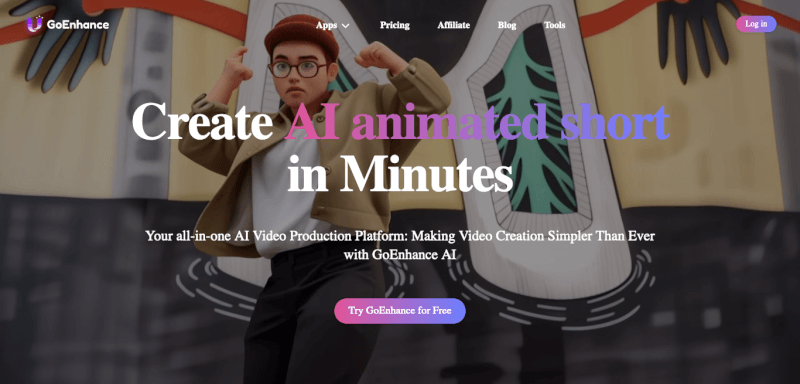 GoEnhance
Apps
Pricing
Affiliate
Blog
Tools
Log in
Create AI animated short
in Minutes
Your all-in-one AI Video Production Platform: Making Video Creation Simpler Than Ever
with GoEnhance AI
Try GoEnhance for Free